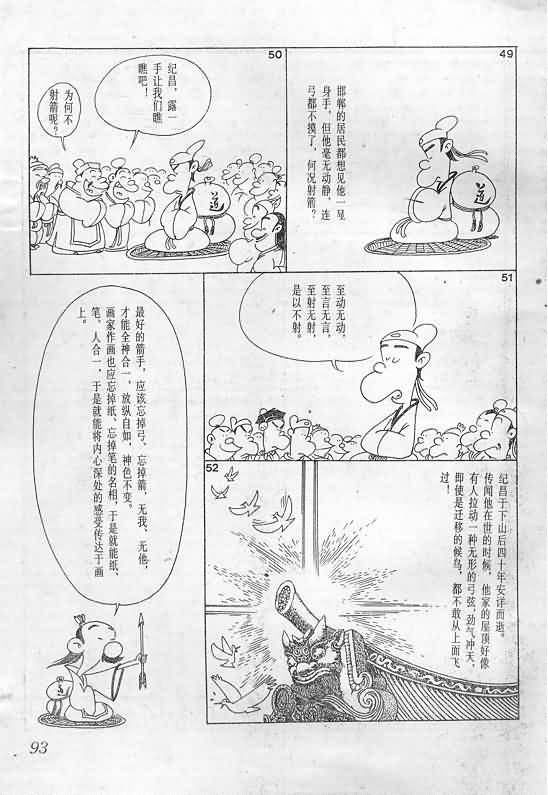 49
邯郸的居民都想见他一显
身手，但他毫无动静，连
弓都不摸了，何况射箭？
道
50
纪昌，露一
手让我们瞧
瞧吧！
为何不
射箭呢？
道
51
至动无动，
至言无言，
至射无射，
是以不射。
52
纪昌于下山后四十年安详而逝。
传闻他在世的时候，他家的屋顶好像
有人拉动一种无形的弓弦，劲气冲天，
即使是迁移的候鸟，都不敢从上面飞
过！
最好的箭手，应该忘掉弓、忘掉箭，无我、无他，
才能全神合一，放纵自如，神色不变。
画家作画也应忘掉纸、忘掉笔的名相，于是就能纸、
笔、人合一，于是就能将内心深处的感受传达于画
上。
道
93